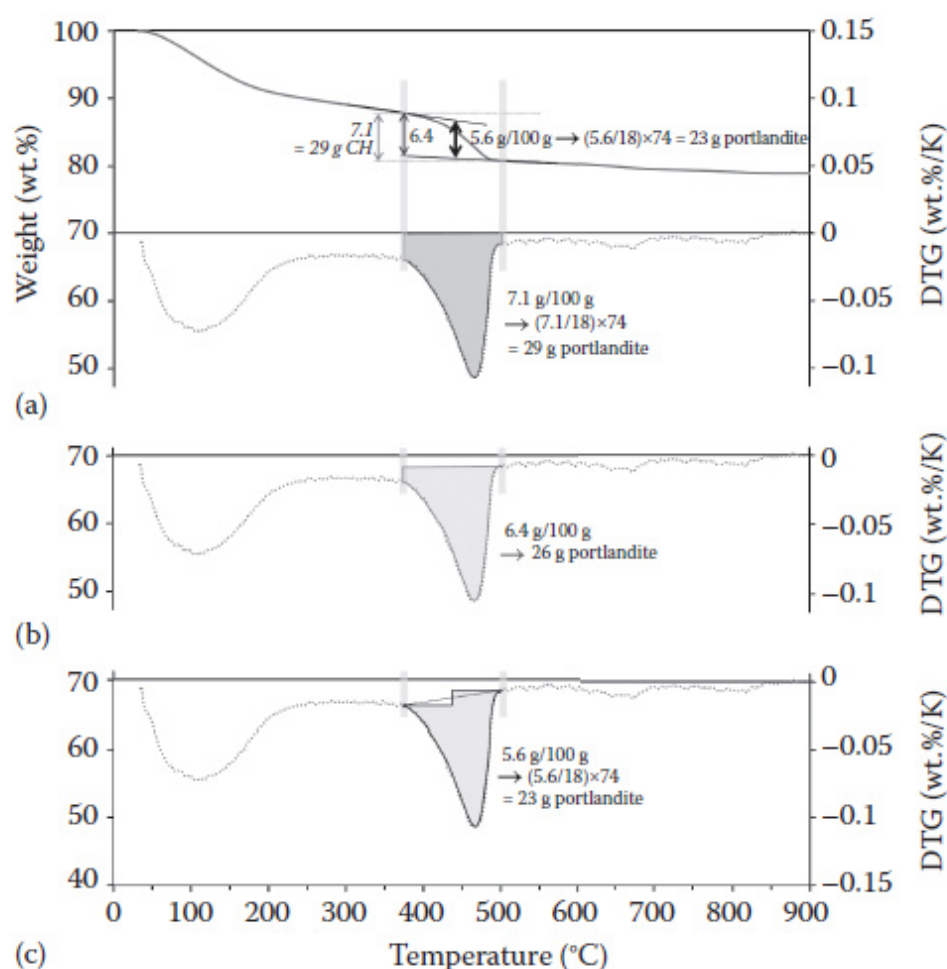 100
90
80
70
60
50
Weight (wt.%)
7.1
= 29 g CH
6.4
5.6 g/100 g → (5.6/18)×74 = 23 g portlandite
7.1 g/100 g
→ (7.1/18)×74
= 29 g portlandite
0.15
0.1
0.05
0
−0.05
−0.1
DTG (wt.%/K)
(a)
70
60
50
6.4 g/100 g
→ 26 g portlandite
0
−0.05
−0.1
DTG (wt.%/K)
(b)
70
60
50
40
5.6 g/100 g
→ (5.6/18)×74
= 23 g portlandite
0
−0.05
−0.1
−0.15
DTG (wt.%/K)
0 100 200 300 400 500 600 700 800 900
(c)
Temperature (°C)